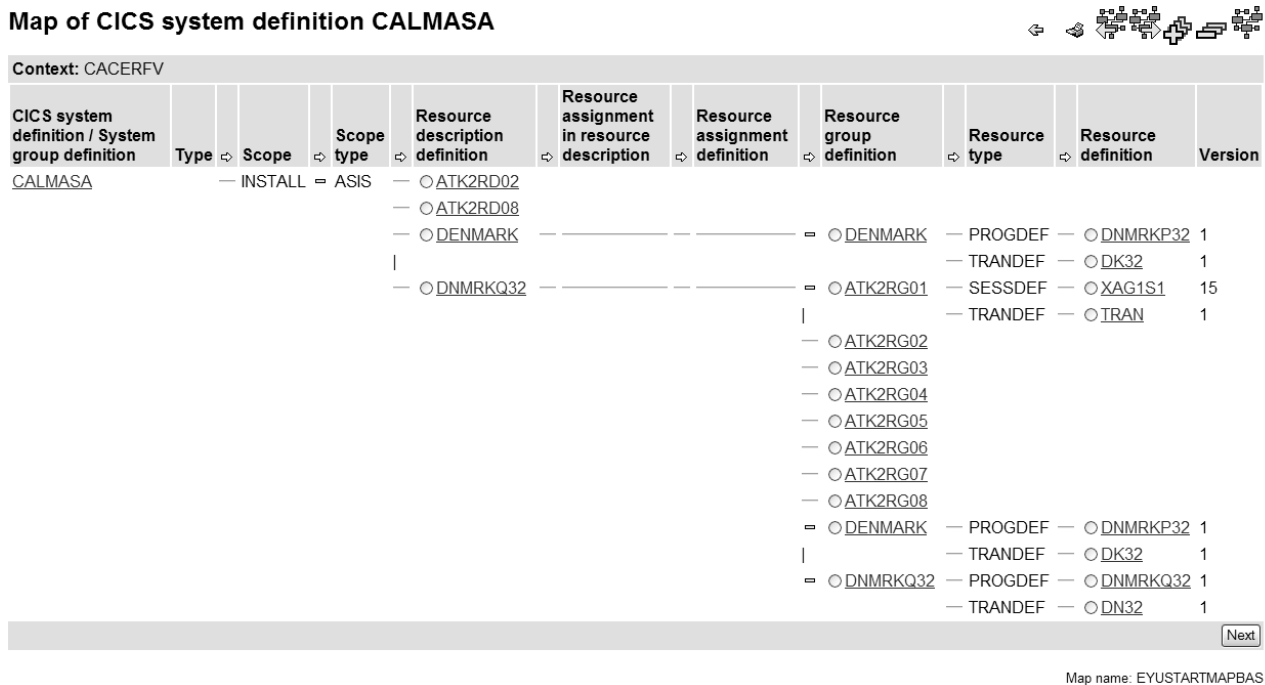 Map of CICS system definition CALMASA
Context: CACERFV
CICS system definition / System group definition Type Scope Scope type Resource description definition Resource assignment in resource description Resource assignment definition Resource group definition Resource type Resource definition Version
CALMASA INSTALL ASIS ATK2RD02
ATK2RD08
DENMARK DENMARK PROGDEF DNMRKP32 1
TRANDEF DK32 1
DNMRKQ32 ATK2RG01 SESSDEF XAG1S1 15
TRANDEF TRAN 1
ATK2RG02
ATK2RG03
ATK2RG04
ATK2RG05
ATK2RG06
ATK2RG07
ATK2RG08
DENMARK PROGDEF DNMRKP32 1
TRANDEF DK32 1
DNMRKQ32 PROGDEF DNMRKQ32 1
TRANDEF DN32 1
Next
Map name: EYUSTARTMAPBAS